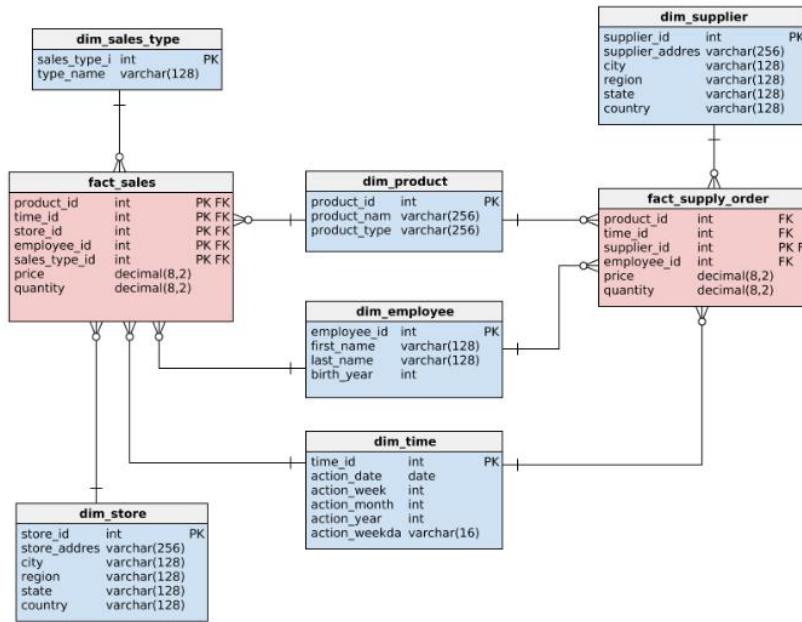 dim_sales_type
sales_type_i int PK
type_name varchar(128)
dim_supplier
supplier_id int PK
supplier_addres varchar(256)
city varchar(128)
region varchar(128)
state varchar(128)
country varchar(128)
fact_sales
product_id int PK FK
time_id int PK FK
store_id int PK FK
employee_id int PK FK
sales_type_id int PK FK
price decimal(8,2)
quantity decimal(8,2)
dim_product
product_id int PK
product_nam varchar(256)
product_type varchar(256)
fact_supply_order
product_id int FK
time_id int FK
supplier_id int PK F
employee_id int FK
price decimal(8,2)
quantity decimal(8,2)
dim_employee
employee_id int PK
first_name varchar(128)
last_name varchar(128)
birth_year int
dim_time
time_id int PK
action_date date
action_week int
action_month int
action_year int
action_weekda varchar(16)
dim_store
store_id int PK
store_addres varchar(256)
city varchar(128)
region varchar(128)
state varchar(128)
country varchar(128)